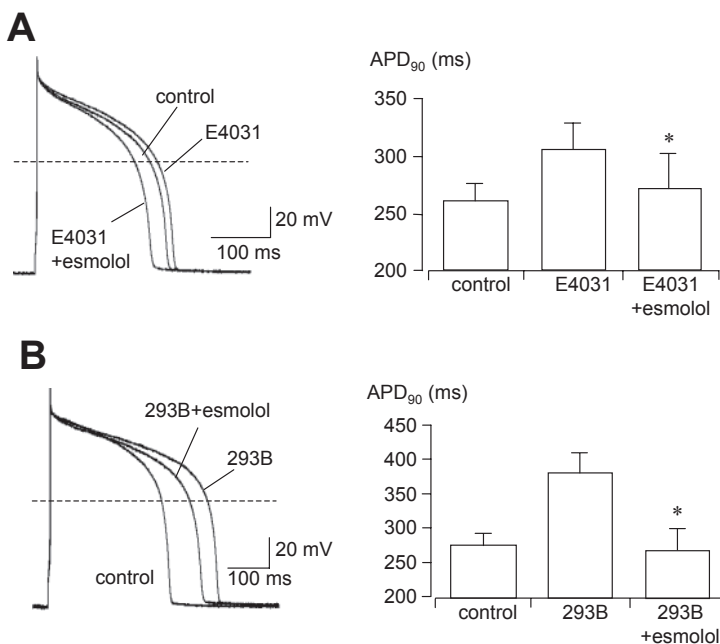 A
control
E4031
E4031
+esmolol
20 mV
100 ms
APD90 (ms)
350
300
250
200
*
control
E4031
E4031
+esmolol
B
293B+esmolol
293B
control
20 mV
100 ms
APD90 (ms)
450
400
350
300
250
200
*
control
293B
293B
+esmolol